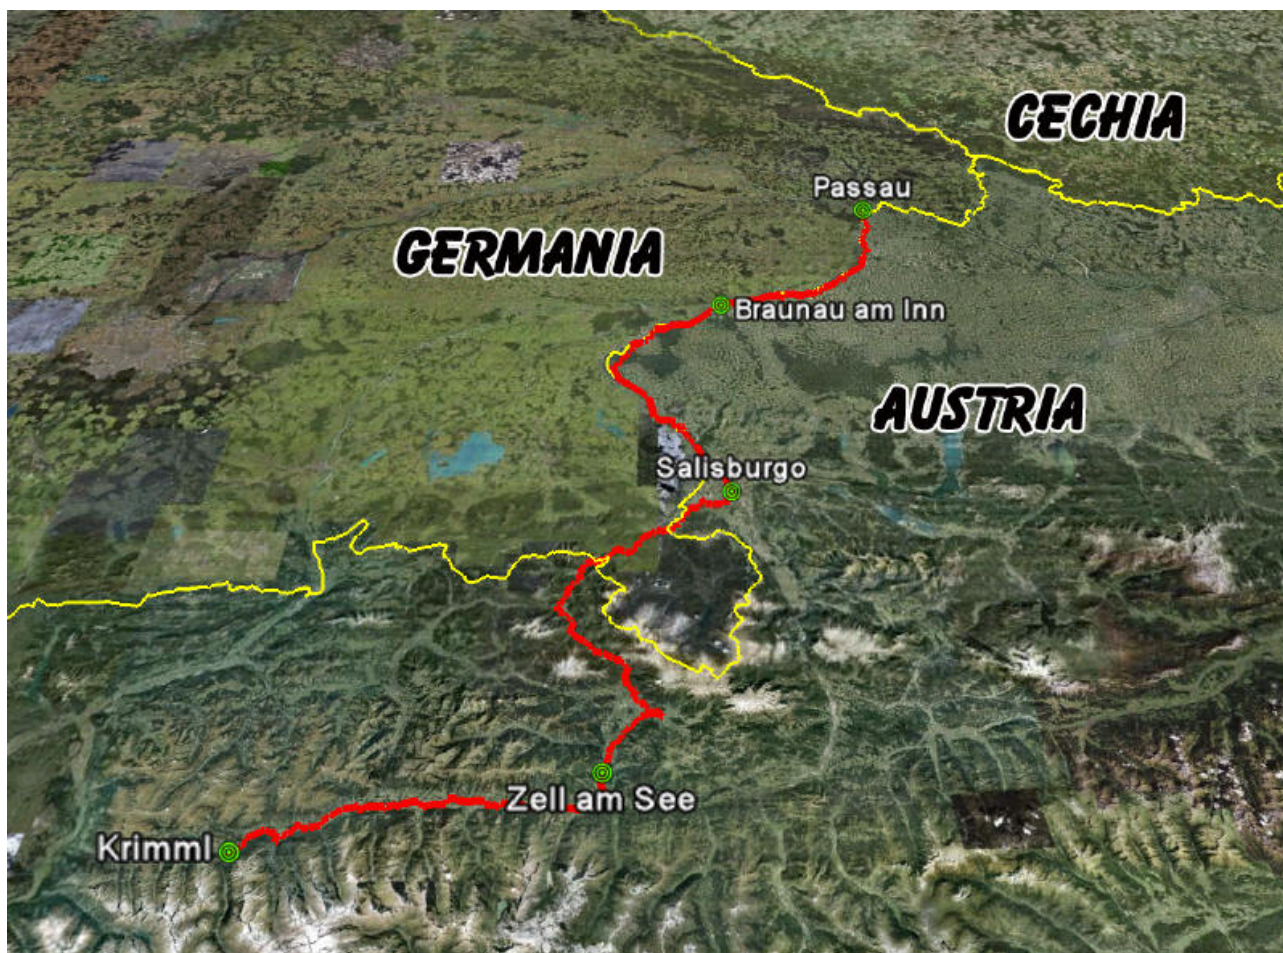 CECHIA
Passau
GERMANIA
Braunau am Inn
AUSTRIA
Salisburgo
Zell am See
Krimml